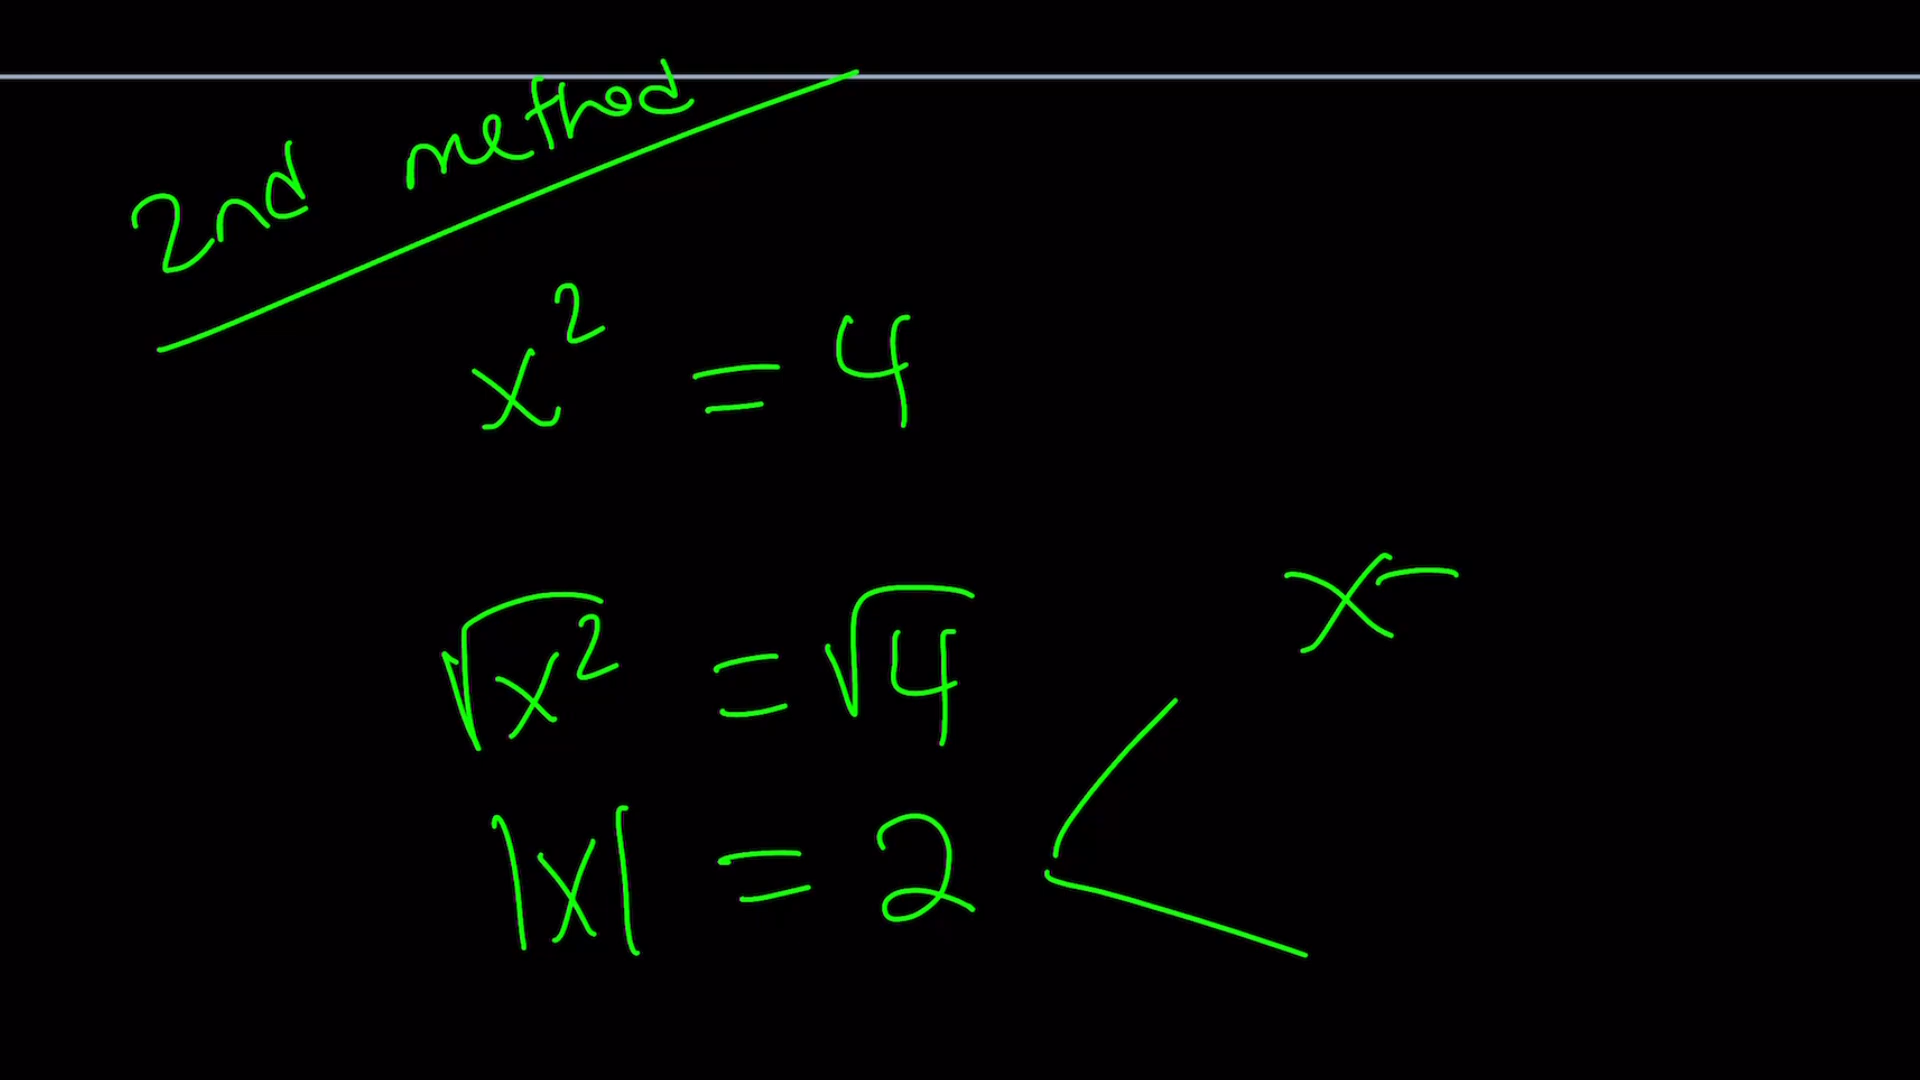 2nd method
x² = 4
√x² = √4
x
|x| = 2